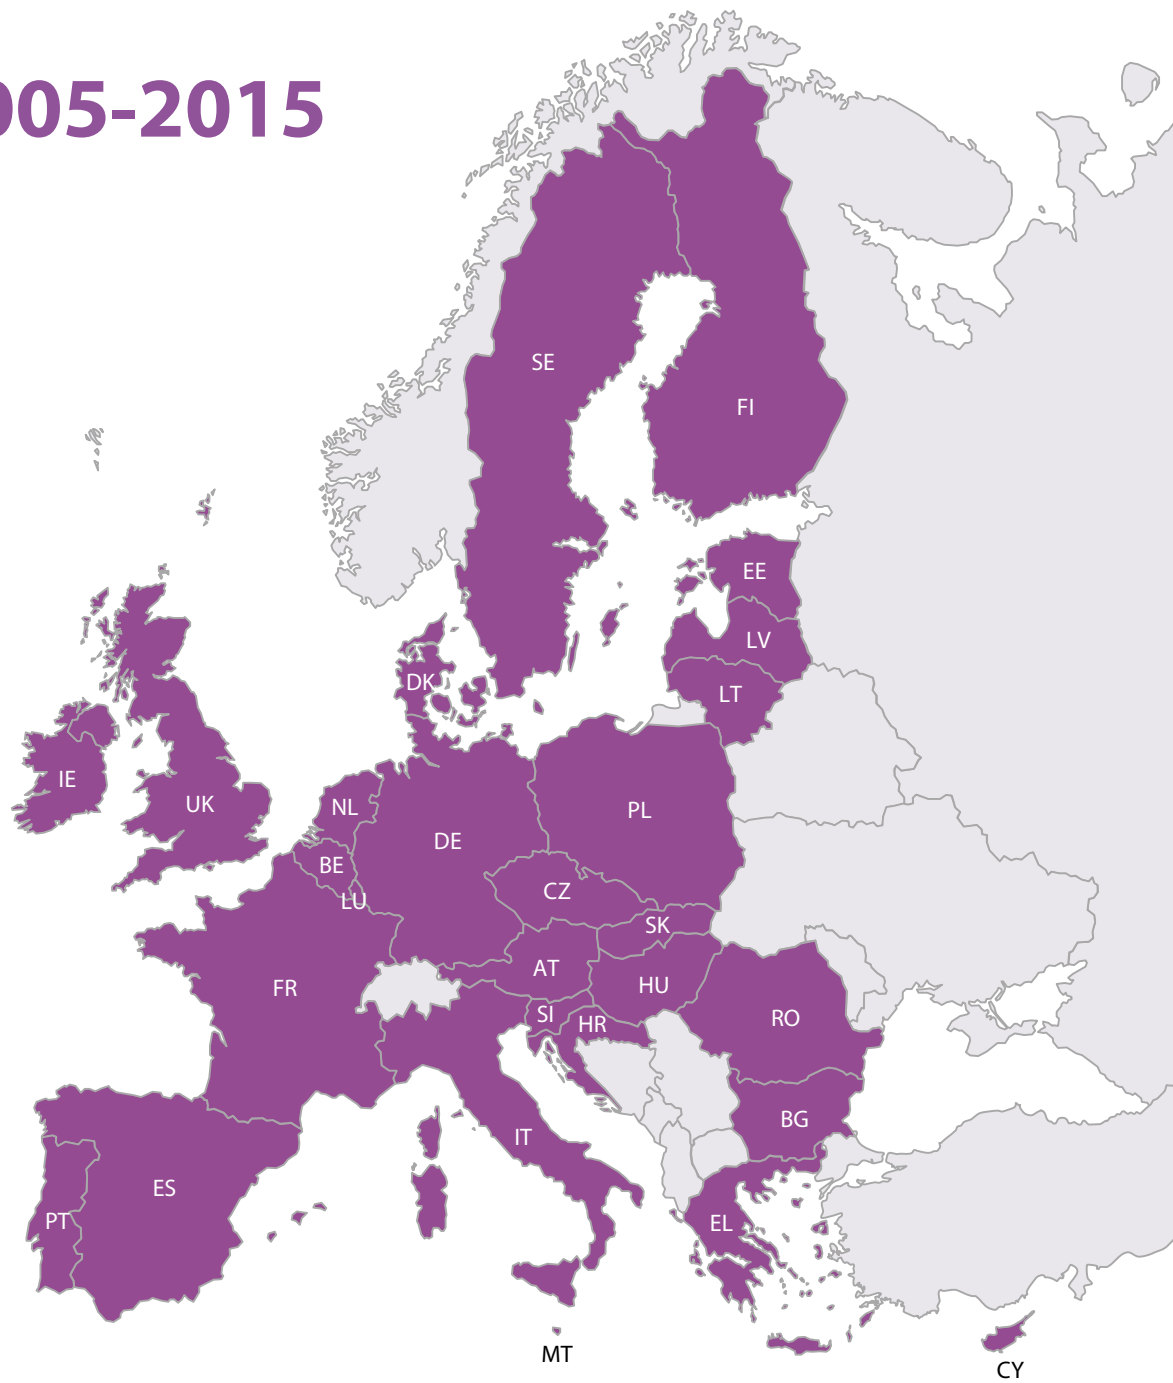 005-2015
SE
FI
EE
LV
DK
LT
IE
UK
NL
PL
DE
BE
CZ
LU
SK
AT
HU
FR
SI
HR
RO
BG
IT
ES
PT
EL
MT
CY